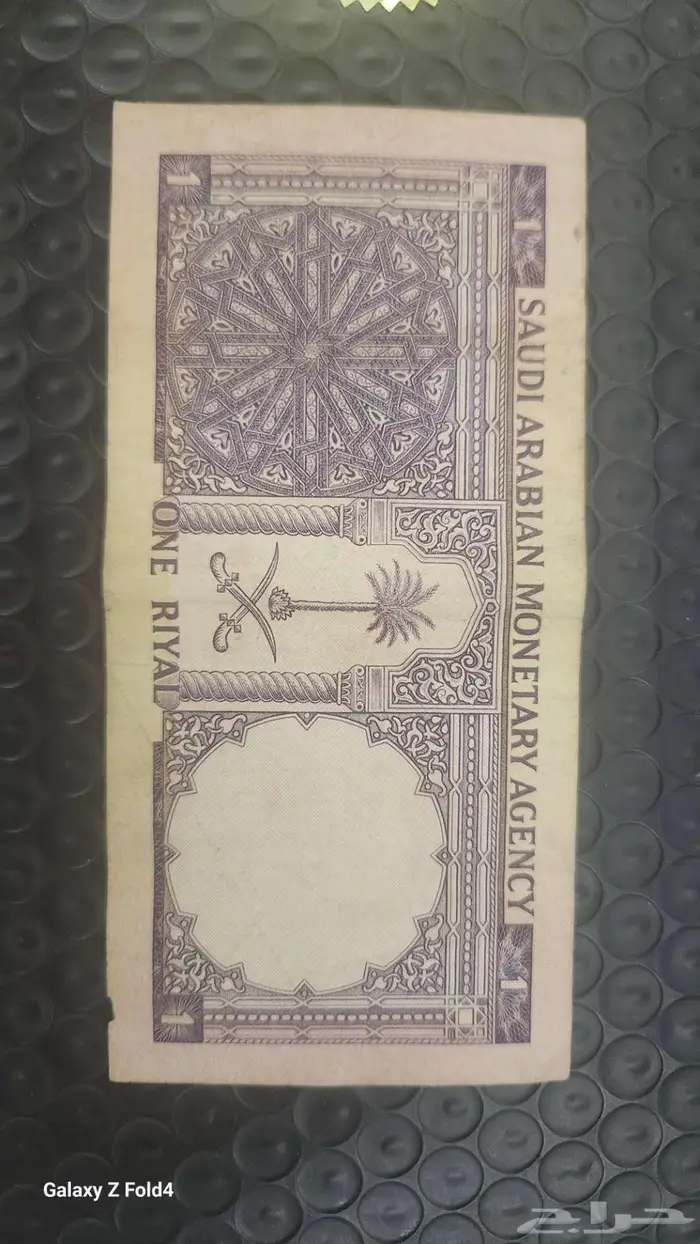 1
1
SAUDI ARABIAN MONETARY AGENCY
1
1
ONE RIYAL
Galaxy Z Fold4
حراج